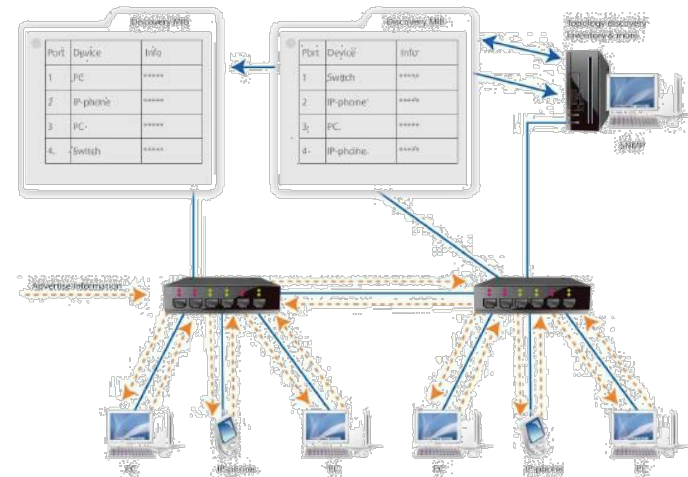 Discovery MIB
Port Device Info
1 PC *****
2 IP-phone *****
3 PC *****
4 Switch *****
Discovery MIB
Port Device Info
1 Switch *****
2 IP-phone *****
3 PC *****
4 IP-phone *****
Topology discovery
Inventory & more
SNMP
Advertise Information
PC
IP-phone
PC
PC
IP-phone
PC